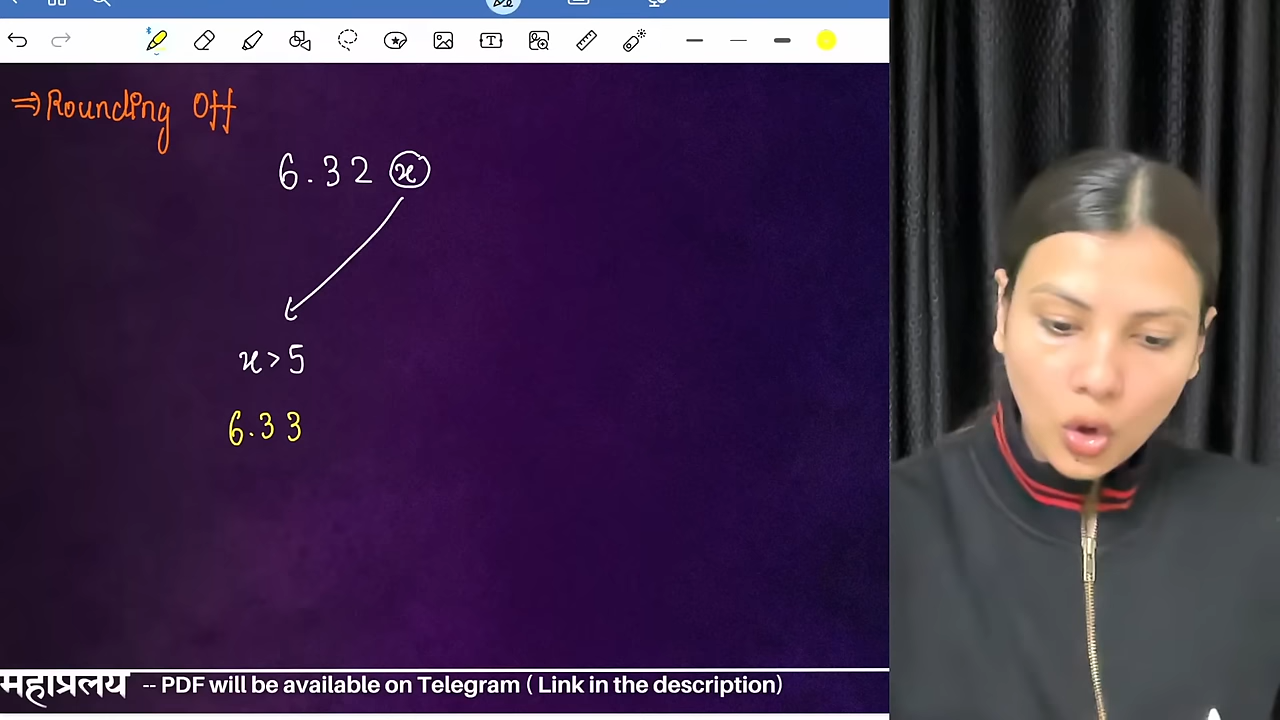 ⇒Rounding Off
6.32 x
x>5
6.33
महाप्रलय -- PDF will be available on Telegram ( Link in the description)